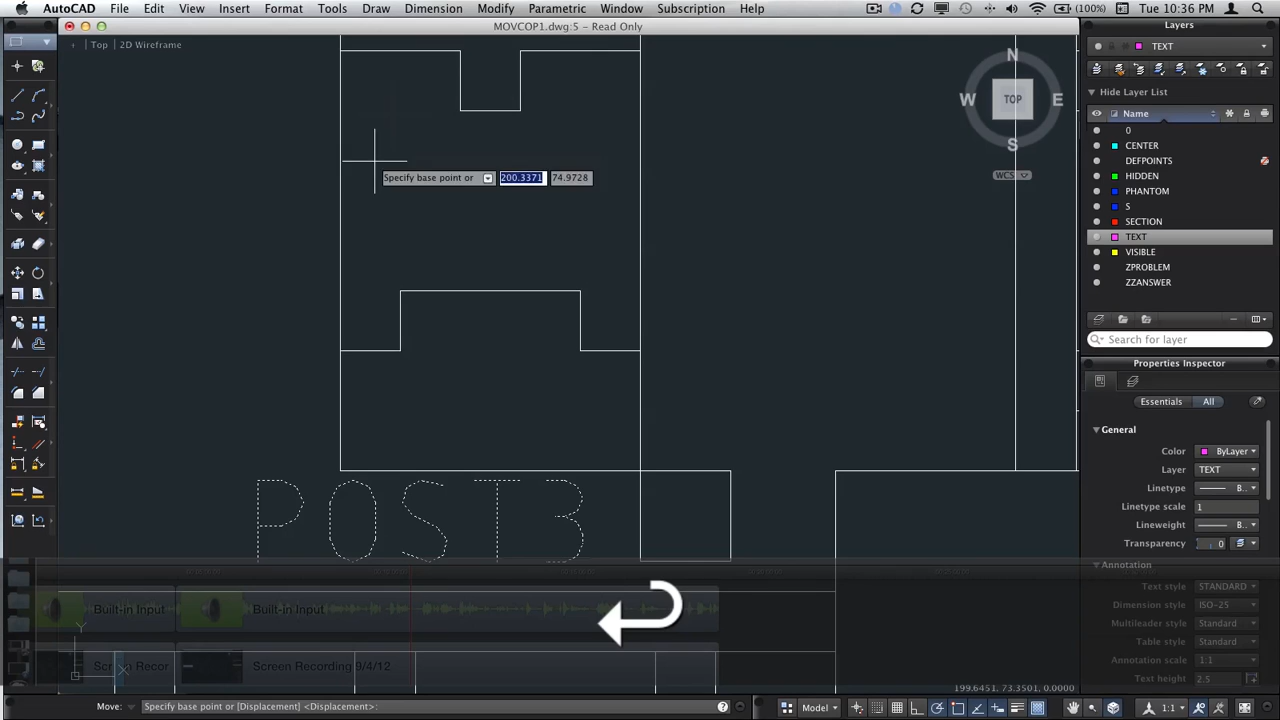 AutoCAD File Edit View Insert Format Tools Draw Dimension Modify Parametric Window Subscription Help (100%) Tue 10:36 PM
MOVCOP1.dwg:5 - Read Only
Top 2D Wireframe
N
W TOP E
S
WCS
Specify base point or 200.3371 74.9728
POST 3
Built-in Input Built-in Input
Screen Recor Screen Recording 9/4/12
Y
X
199.6451, 73.3501, 0.0000
Move: Specify base point or [Displacement] <Displacement>:
Model 1:1
Layers
TEXT
Hide Layer List
Name
0
CENTER
DEFPOINTS
HIDDEN
PHANTOM
S
SECTION
TEXT
VISIBLE
ZPROBLEM
ZZANSWER
Search for layer
Properties Inspector
Essentials All
General
Color ByLayer
Layer TEXT
Linetype B..
Linetype scale 1
Lineweight B..
Transparency 0
Annotation
Text style STANDARD
Dimension style ISO-25
Multileader style Standard
Table style Standard
Annotation scale 1:1
Text height 2.5